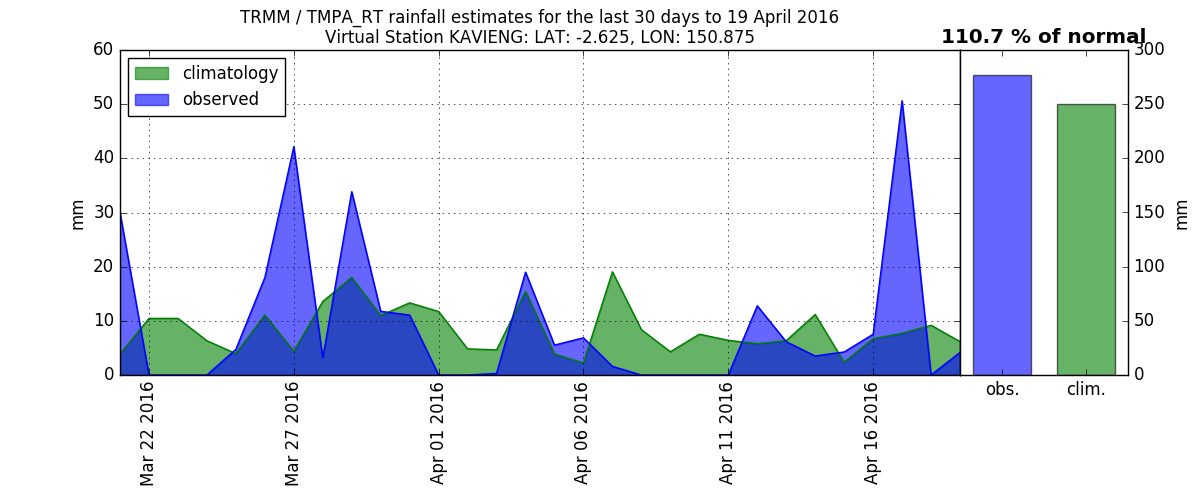 TRMM / TMPA_RT rainfall estimates for the last 30 days to 19 April 2016
Virtual Station KAVIENG: LAT: -2.625, LON: 150.875
110.7 % of normal
climatology
observed
60
50
40
30
20
10
0
mm
Mar 22 2016
Mar 27 2016
Apr 01 2016
Apr 06 2016
Apr 11 2016
Apr 16 2016
300
250
200
150
100
50
0
mm
obs.
clim.